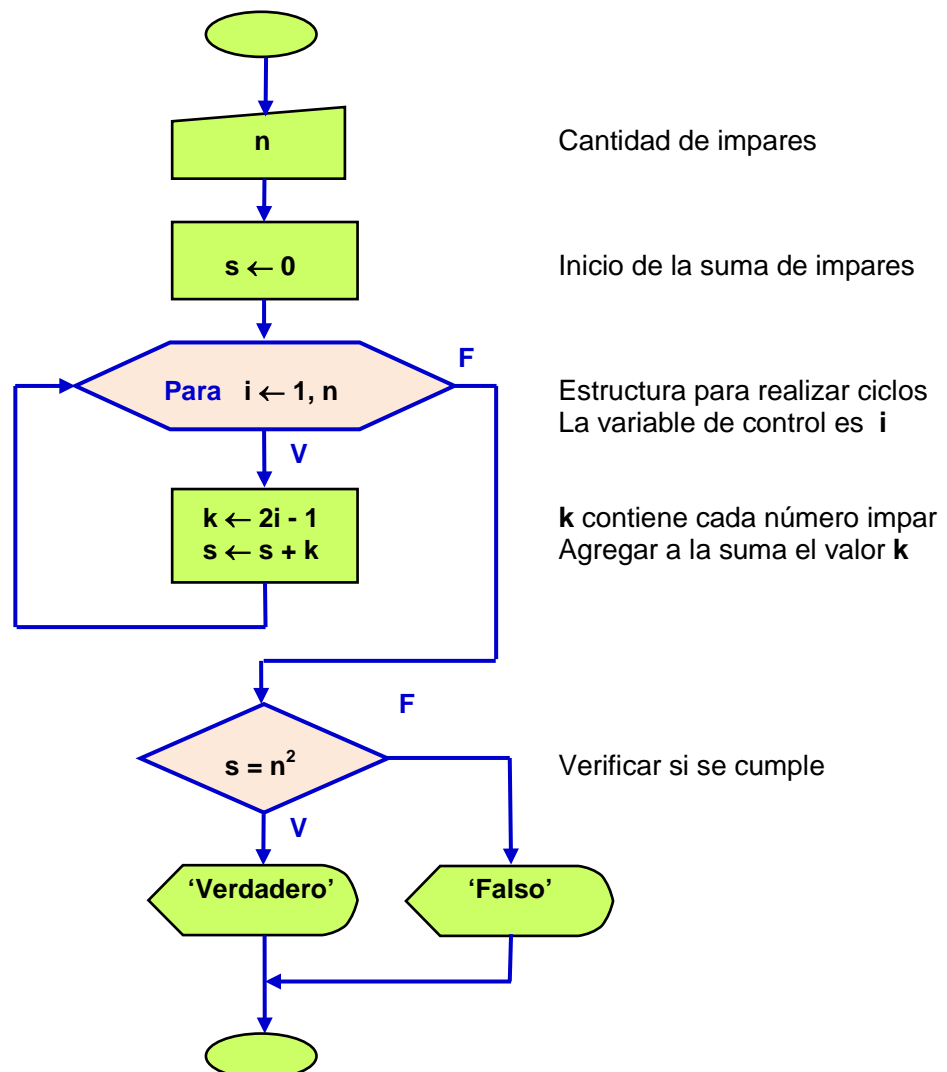 n
Cantidad de impares
s ← 0
Inicio de la suma de impares
F
Para i ← 1, n
Estructura para realizar ciclos
La variable de control es i
V
k ← 2i - 1
s ← s + k
k contiene cada número impar
Agregar a la suma el valor k
F
s = n²
Verificar si se cumple
V
‘Verdadero’
‘Falso’